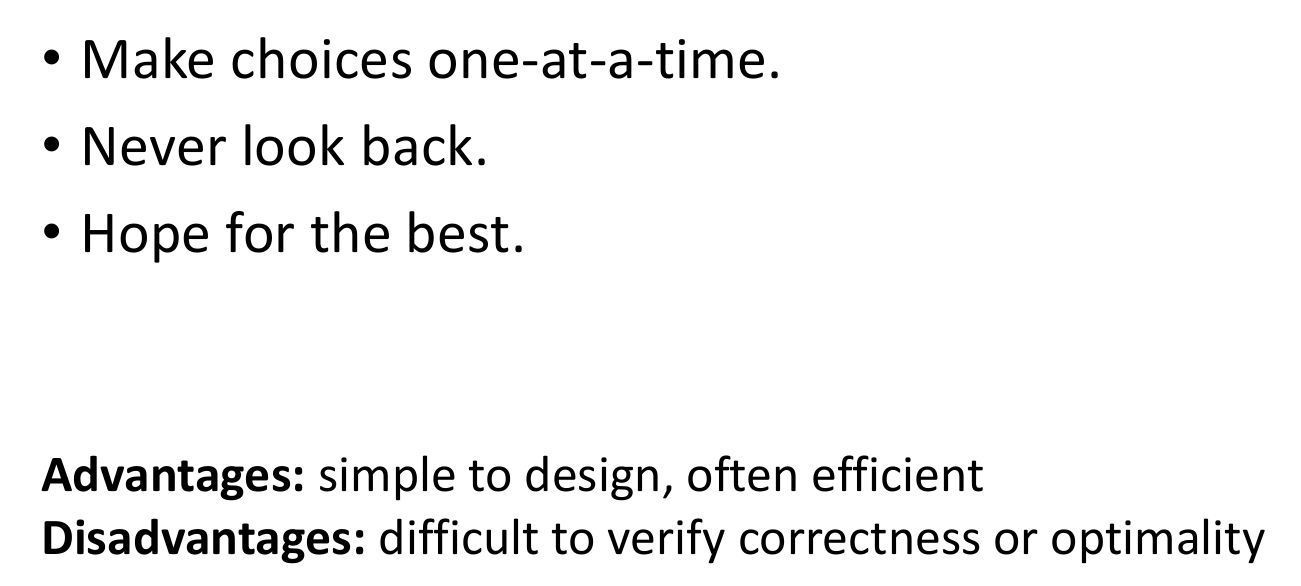 • Make choices one-at-a-time.
• Never look back.
• Hope for the best.
Advantages: simple to design, often efficient
Disadvantages: difficult to verify correctness or optimality